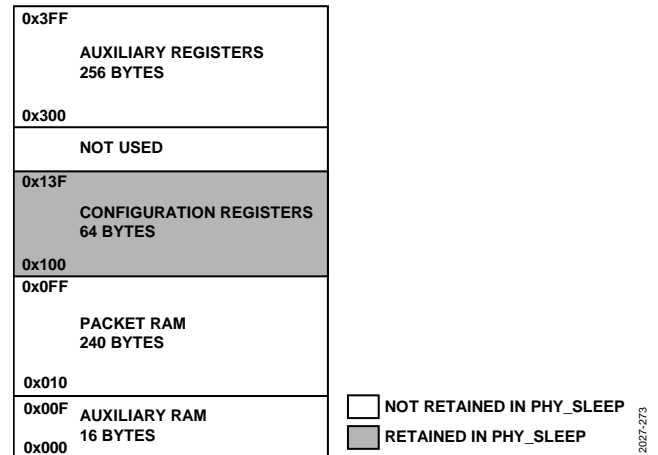 0x3FF
AUXILIARY REGISTERS
256 BYTES
0x300
NOT USED
0x13F
CONFIGURATION REGISTERS
64 BYTES
0x100
0x0FF
PACKET RAM
240 BYTES
0x010
0x00F
AUXILIARY RAM
16 BYTES
0x000
NOT RETAINED IN PHY_SLEEP
RETAINED IN PHY_SLEEP
2027-273